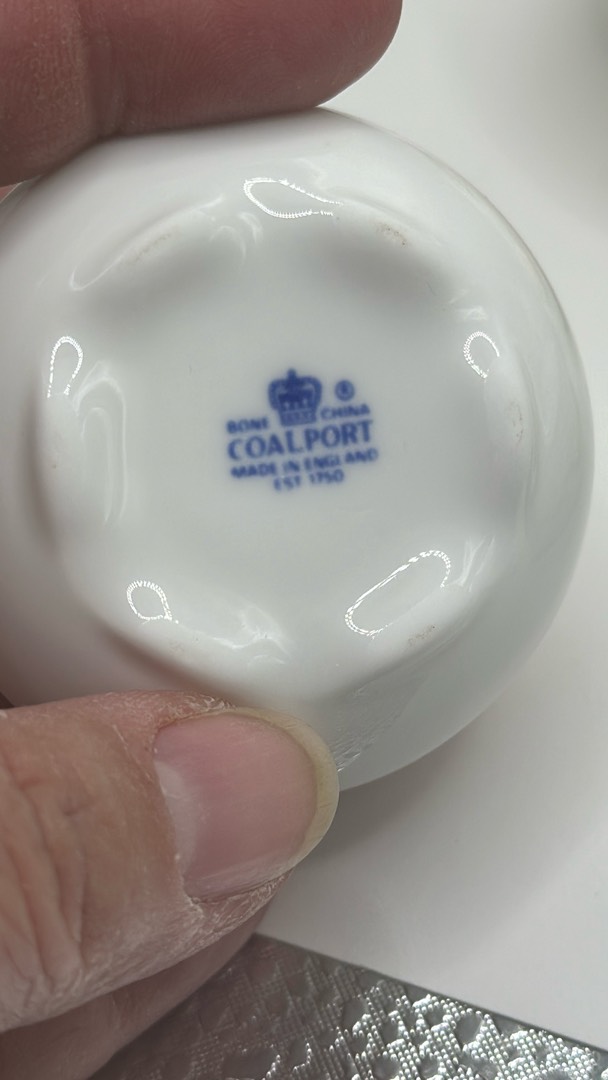 ®
BONE CHINA
COALPORT
MADE IN ENGLAND
EST 1750